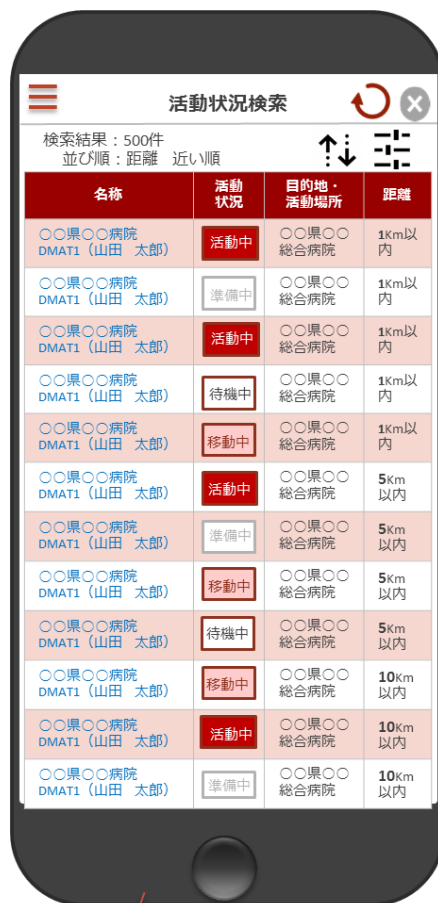 活動状況検索
検索結果：500件
並び順：距離　近い順
名称 活動状況 目的地・活動場所 距離
○○県○○病院 活動中 ○○県○○ 1Km以
DMAT1（山田　太郎） 総合病院 内
○○県○○病院 準備中 ○○県○○ 1Km以
DMAT1（山田　太郎） 総合病院 内
○○県○○病院 活動中 ○○県○○ 1Km以
DMAT1（山田　太郎） 総合病院 内
○○県○○病院 待機中 ○○県○○ 1Km以
DMAT1（山田　太郎） 総合病院 内
○○県○○病院 移動中 ○○県○○ 1Km以
DMAT1（山田　太郎） 総合病院 内
○○県○○病院 活動中 ○○県○○ 5Km
DMAT1（山田　太郎） 総合病院 以内
○○県○○病院 準備中 ○○県○○ 5Km
DMAT1（山田　太郎） 総合病院 以内
○○県○○病院 移動中 ○○県○○ 5Km
DMAT1（山田　太郎） 総合病院 以内
○○県○○病院 待機中 ○○県○○ 5Km
DMAT1（山田　太郎） 総合病院 以内
○○県○○病院 移動中 ○○県○○ 10Km
DMAT1（山田　太郎） 総合病院 以内
○○県○○病院 活動中 ○○県○○ 10Km
DMAT1（山田　太郎） 総合病院 以内
○○県○○病院 準備中 ○○県○○ 10Km
DMAT1（山田　太郎） 総合病院 以内